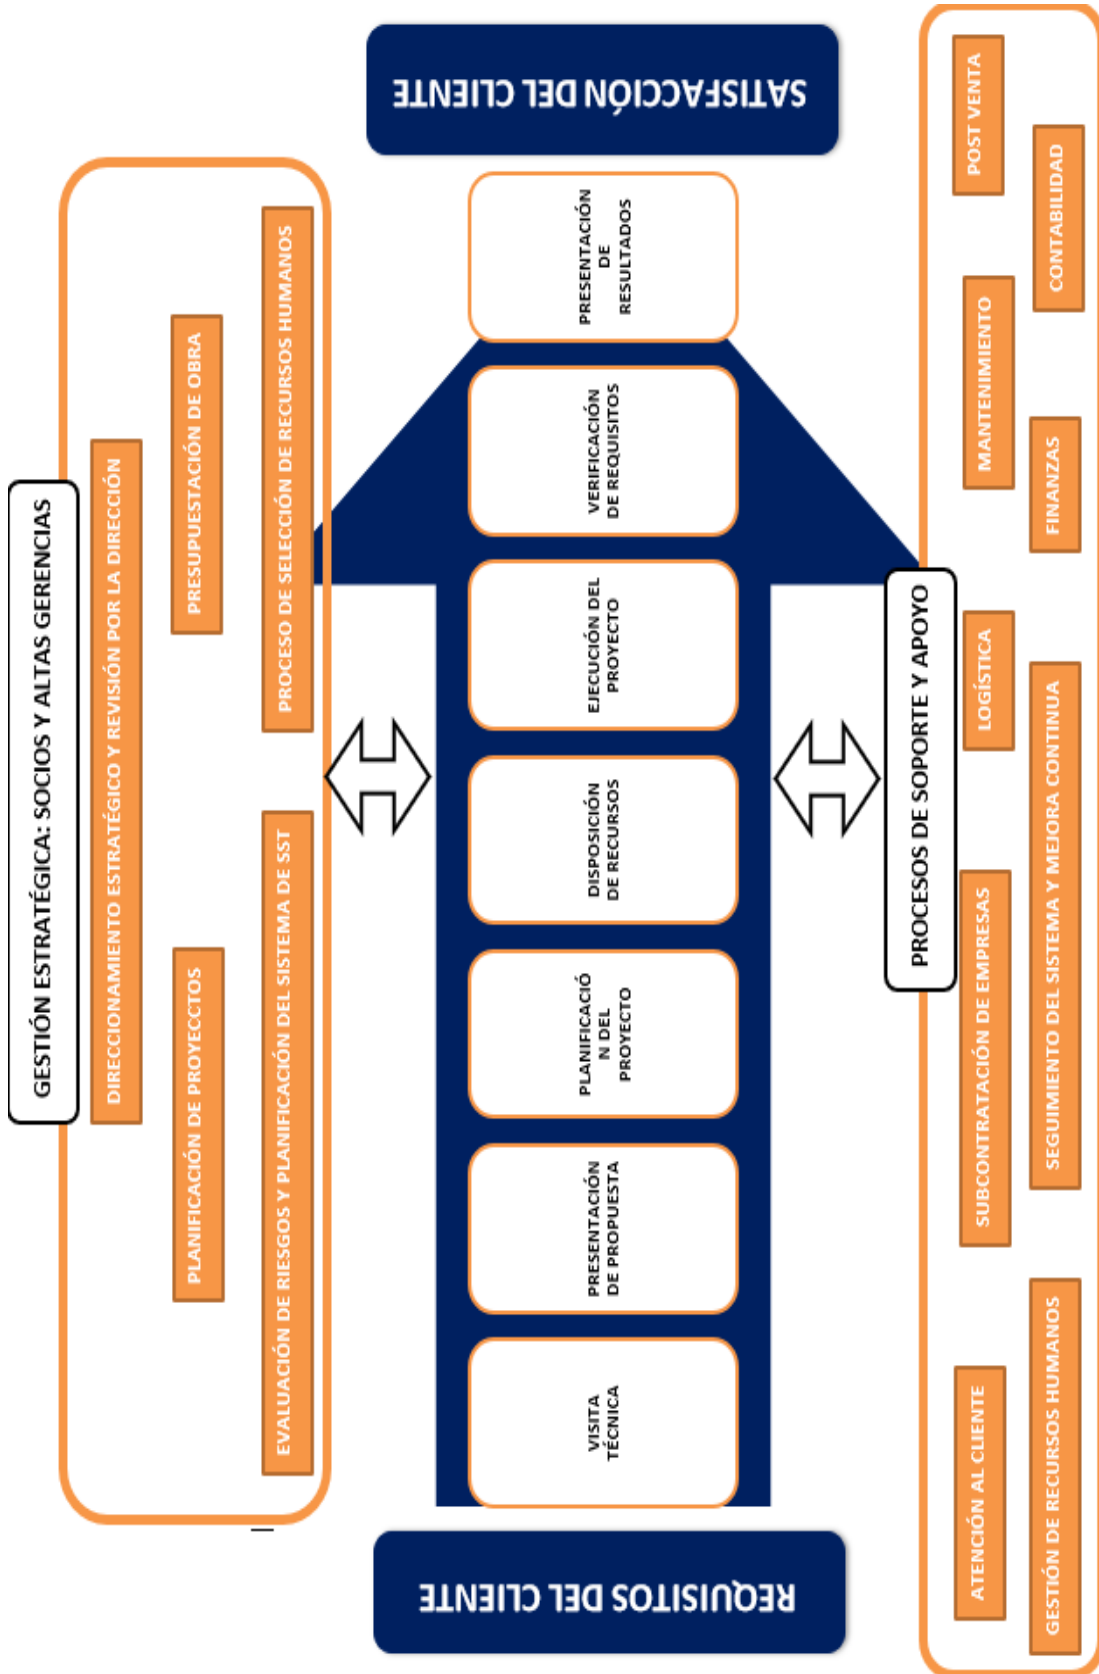 GESTIÓN ESTRATÉGICA: SOCIOS Y ALTAS GERENCIAS
DIRECCIONAMIENTO ESTRATÉGICO Y REVISIÓN POR LA DIRECCIÓN
PLANIFICACIÓN DE PROYECCTOS
PRESUPUESTACIÓN DE OBRA
EVALUACIÓN DE RIESGOS Y PLANIFICACIÓN DEL SISTEMA DE SST
PROCESO DE SELECCIÓN DE RECURSOS HUMANOS
REQUISITOS DEL CLIENTE
VISITA
TÉCNICA
PRESENTACIÓN
DE PROPUESTA
PLANIFICACIÓ
N DEL
PROYECTO
DISPOSICIÓN
DE RECURSOS
EJECUCIÓN DEL
PROYECTO
VERIFICACIÓN
DE REQUISITOS
PRESENTACIÓN
DE
RESULTADOS
SATISFACCIÓN DEL CLIENTE
PROCESOS DE SOPORTE Y APOYO
ATENCIÓN AL CLIENTE
SUBCONTRATACIÓN DE EMPRESAS
LOGÍSTICA
MANTENIMIENTO
POST VENTA
GESTIÓN DE RECURSOS HUMANOS
SEGUIMIENTO DEL SISTEMA Y MEJORA CONTINUA
FINANZAS
CONTABILIDAD